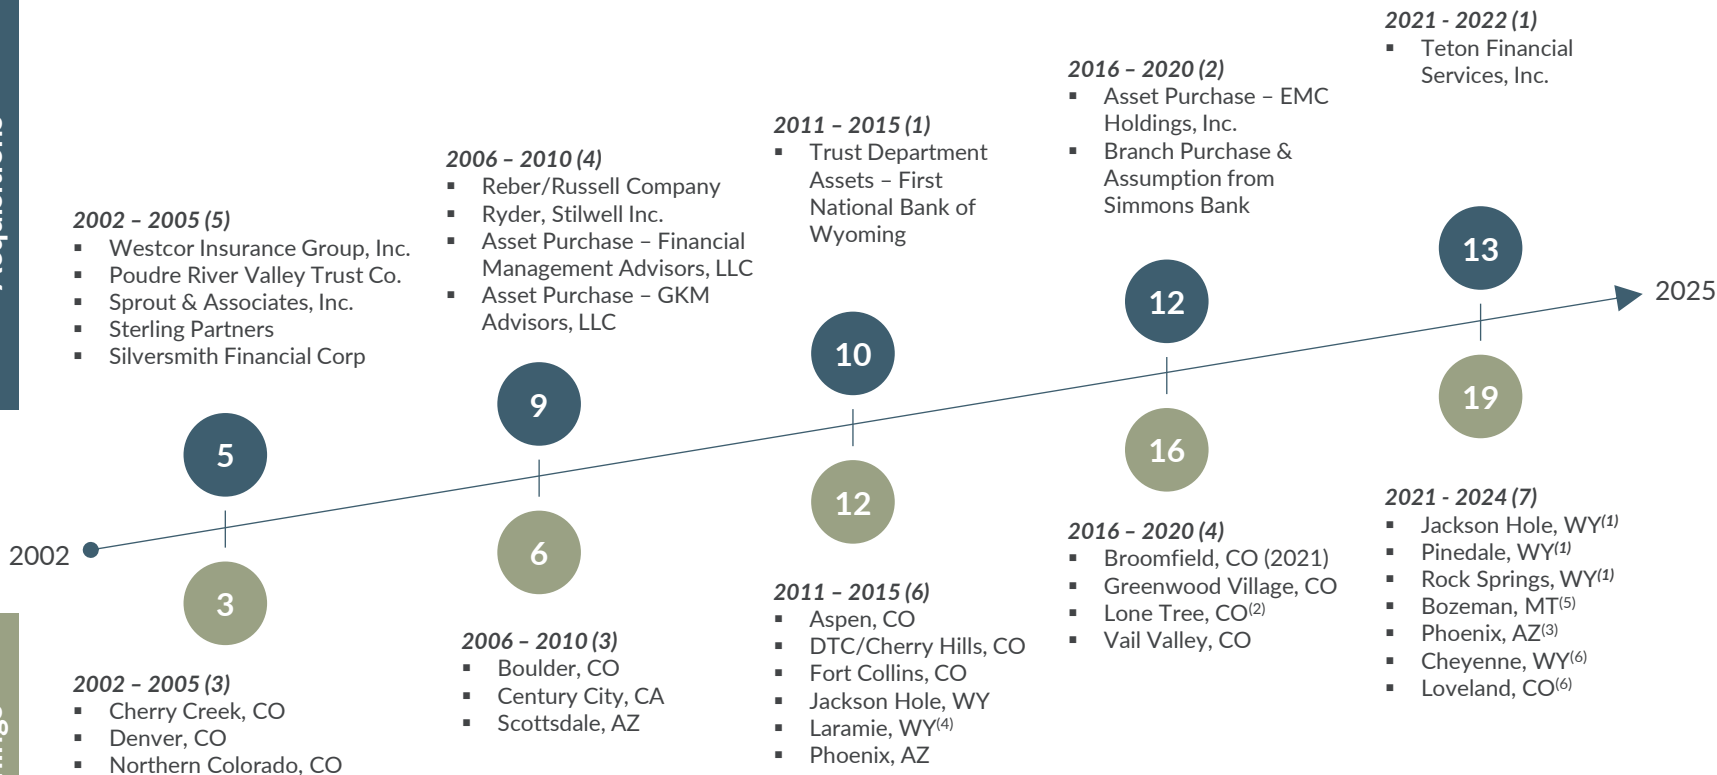 2021 - 2022 (1)
▪ Teton Financial
Services, Inc.
2016 – 2020 (2)
▪ Asset Purchase – EMC
Holdings, Inc.
▪ Branch Purchase &
Assumption from
Simmons Bank
2011 – 2015 (1)
▪ Trust Department
Assets – First
National Bank of
Wyoming
2006 – 2010 (4)
▪ Reber/Russell Company
▪ Ryder, Stilwell Inc.
▪ Asset Purchase – Financial
Management Advisors, LLC
▪ Asset Purchase – GKM
Advisors, LLC
2002 – 2005 (5)
▪ Westcor Insurance Group, Inc.
▪ Poudre River Valley Trust Co.
▪ Sprout & Associates, Inc.
▪ Sterling Partners
▪ Silversmith Financial Corp
5
9
10
12
13
2002
2025
3
6
12
16
19
2002 – 2005 (3)
▪ Cherry Creek, CO
▪ Denver, CO
▪ Northern Colorado, CO
2006 – 2010 (3)
▪ Boulder, CO
▪ Century City, CA
▪ Scottsdale, AZ
2011 – 2015 (6)
▪ Aspen, CO
▪ DTC/Cherry Hills, CO
▪ Fort Collins, CO
▪ Jackson Hole, WY
▪ Laramie, WY(4)
▪ Phoenix, AZ
2016 – 2020 (4)
▪ Broomfield, CO (2021)
▪ Greenwood Village, CO
▪ Lone Tree, CO(2)
▪ Vail Valley, CO
2021 - 2024 (7)
▪ Jackson Hole, WY(1)
▪ Pinedale, WY(1)
▪ Rock Springs, WY(1)
▪ Bozeman, MT(5)
▪ Phoenix, AZ(3)
▪ Cheyenne, WY(6)
▪ Loveland, CO(6)